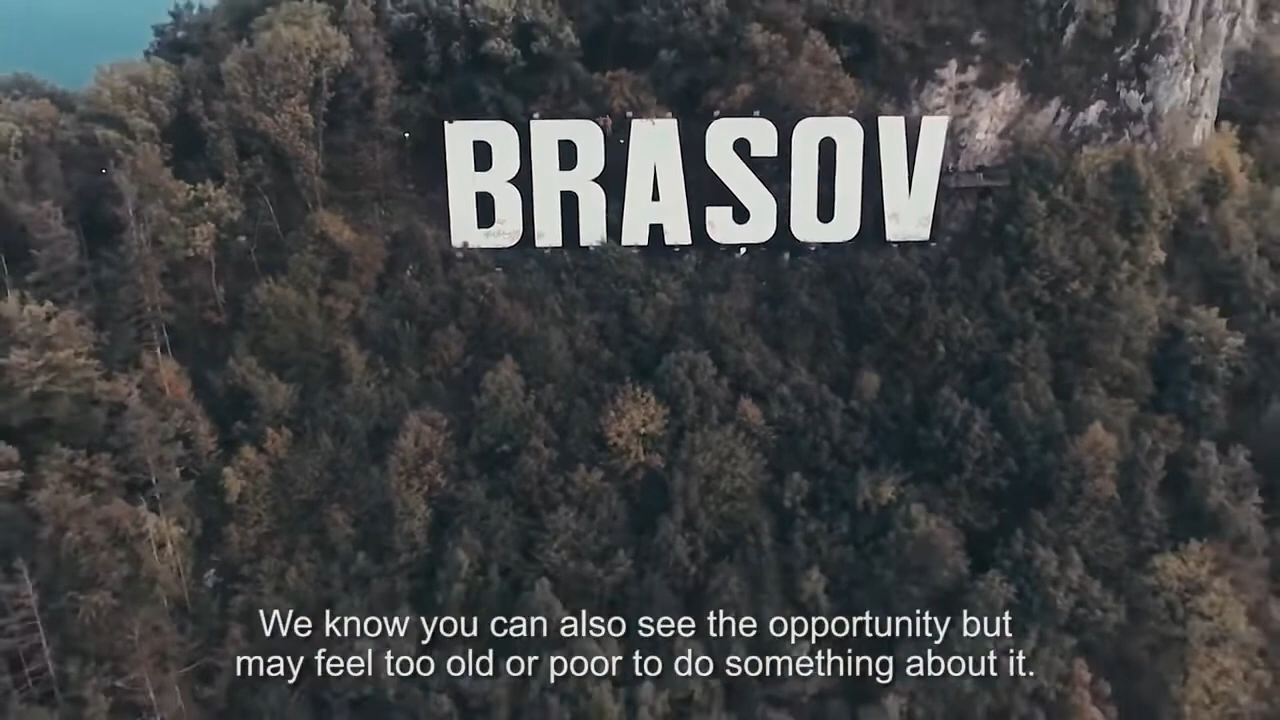 BRASOV
We know you can also see the opportunity but
may feel too old or poor to do something about it.